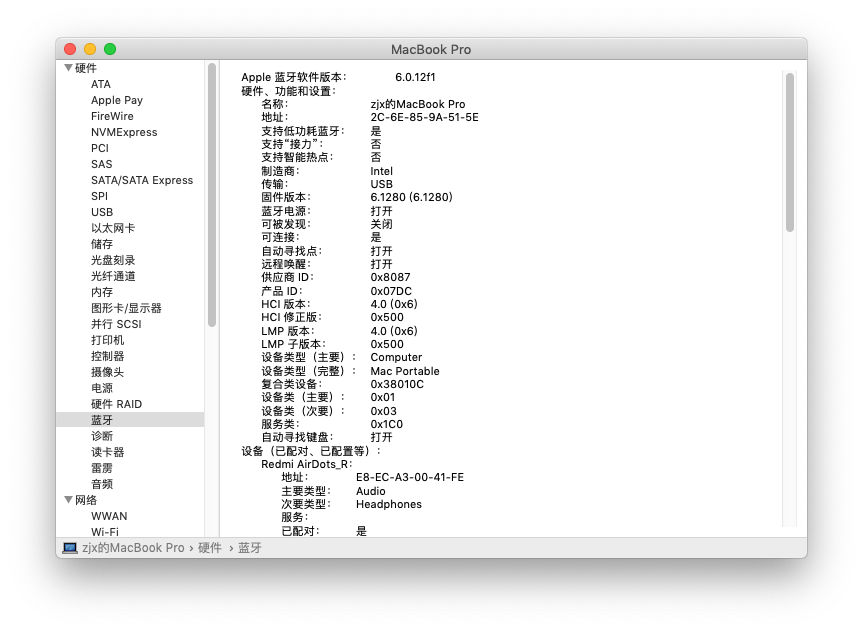 MacBook Pro
硬件
ATA
Apple Pay
FireWire
NVMExpress
PCI
SAS
SATA/SATA Express
SPI
USB
以太网卡
储存
光盘刻录
光纤通道
内存
图形卡/显示器
并行 SCSI
打印机
控制器
摄像头
电源
硬件 RAID
蓝牙
诊断
读卡器
雷雳
音频
网络
WWAN
Wi-Fi
Apple 蓝牙软件版本: 6.0.12f1
硬件、功能和设置:
名称: zjx的MacBook Pro
地址: 2C-6E-85-9A-51-5E
支持低功耗蓝牙: 是
支持“接力”: 否
支持智能热点: 否
制造商: Intel
传输: USB
固件版本: 6.1280 (6.1280)
蓝牙电源: 打开
可被发现: 关闭
可连接: 是
自动寻找点: 打开
远程唤醒: 打开
供应商 ID: 0x8087
产品 ID: 0x07DC
HCI 版本: 4.0 (0x6)
HCI 修正版: 0x500
LMP 版本: 4.0 (0x6)
LMP 子版本: 0x500
设备类型（主要）: Computer
设备类型（完整）: Mac Portable
复合类设备: 0x38010C
设备类（主要）: 0x01
设备类（次要）: 0x03
服务类: 0x1C0
自动寻找键盘: 打开
设备（已配对、已配置等）:
Redmi AirDots_R:
地址: E8-EC-A3-00-41-FE
主要类型: Audio
次要类型: Headphones
服务:
已配对: 是
zjx的MacBook Pro › 硬件 › 蓝牙